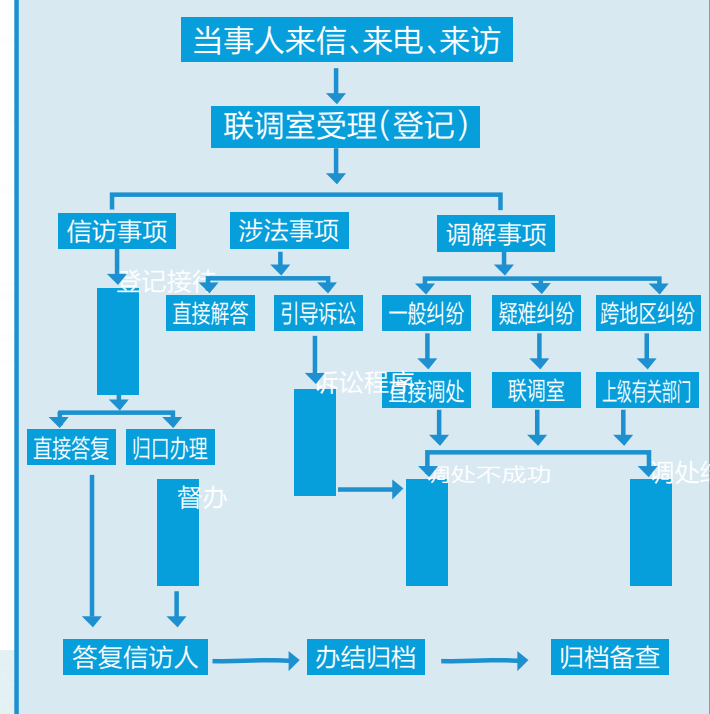 当事人来信、来电、来访
联调室受理(登记)
信访事项
涉法事项
调解事项
登记接待
直接解答
引导诉讼
一般纠纷
疑难纠纷
跨地区纠纷
诉讼程序
直接调处
联调室
上级有关部门
直接答复
归口办理
调处不成功
调处结
督办
答复信访人
办结归档
归档备查